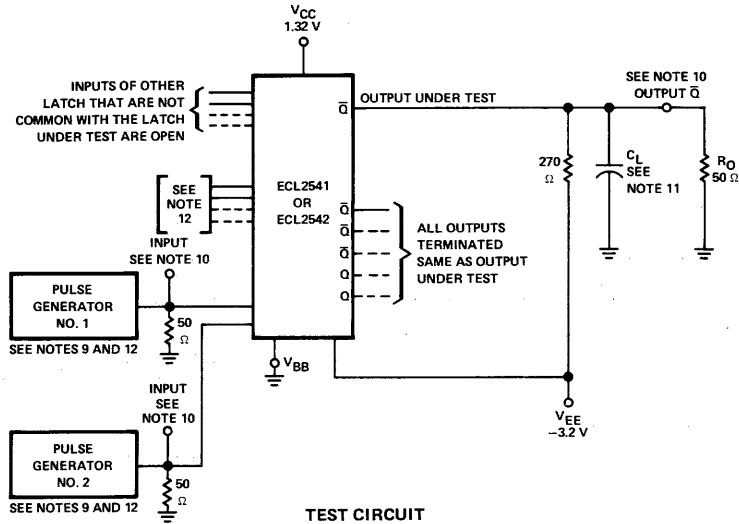 VCC
1.32 V
INPUTS OF OTHER
LATCH THAT ARE NOT
COMMON WITH THE LATCH
UNDER TEST ARE OPEN
Q̅
OUTPUT UNDER TEST
SEE NOTE 10
OUTPUT Q̅
270
Ω
CL
SEE
NOTE 11
RO
50 Ω
SEE
NOTE
12
ECL2541
OR
ECL2542
Q̅
Q̅
Q̅
Q
Q
ALL OUTPUTS
TERMINATED
SAME AS OUTPUT
UNDER TEST
INPUT
SEE NOTE 10
PULSE
GENERATOR
NO. 1
50
Ω
SEE NOTES 9 AND 12
VBB
INPUT
SEE
NOTE 10
VEE
−3.2 V
PULSE
GENERATOR
NO. 2
50
Ω
SEE NOTES 9 AND 12
TEST CIRCUIT